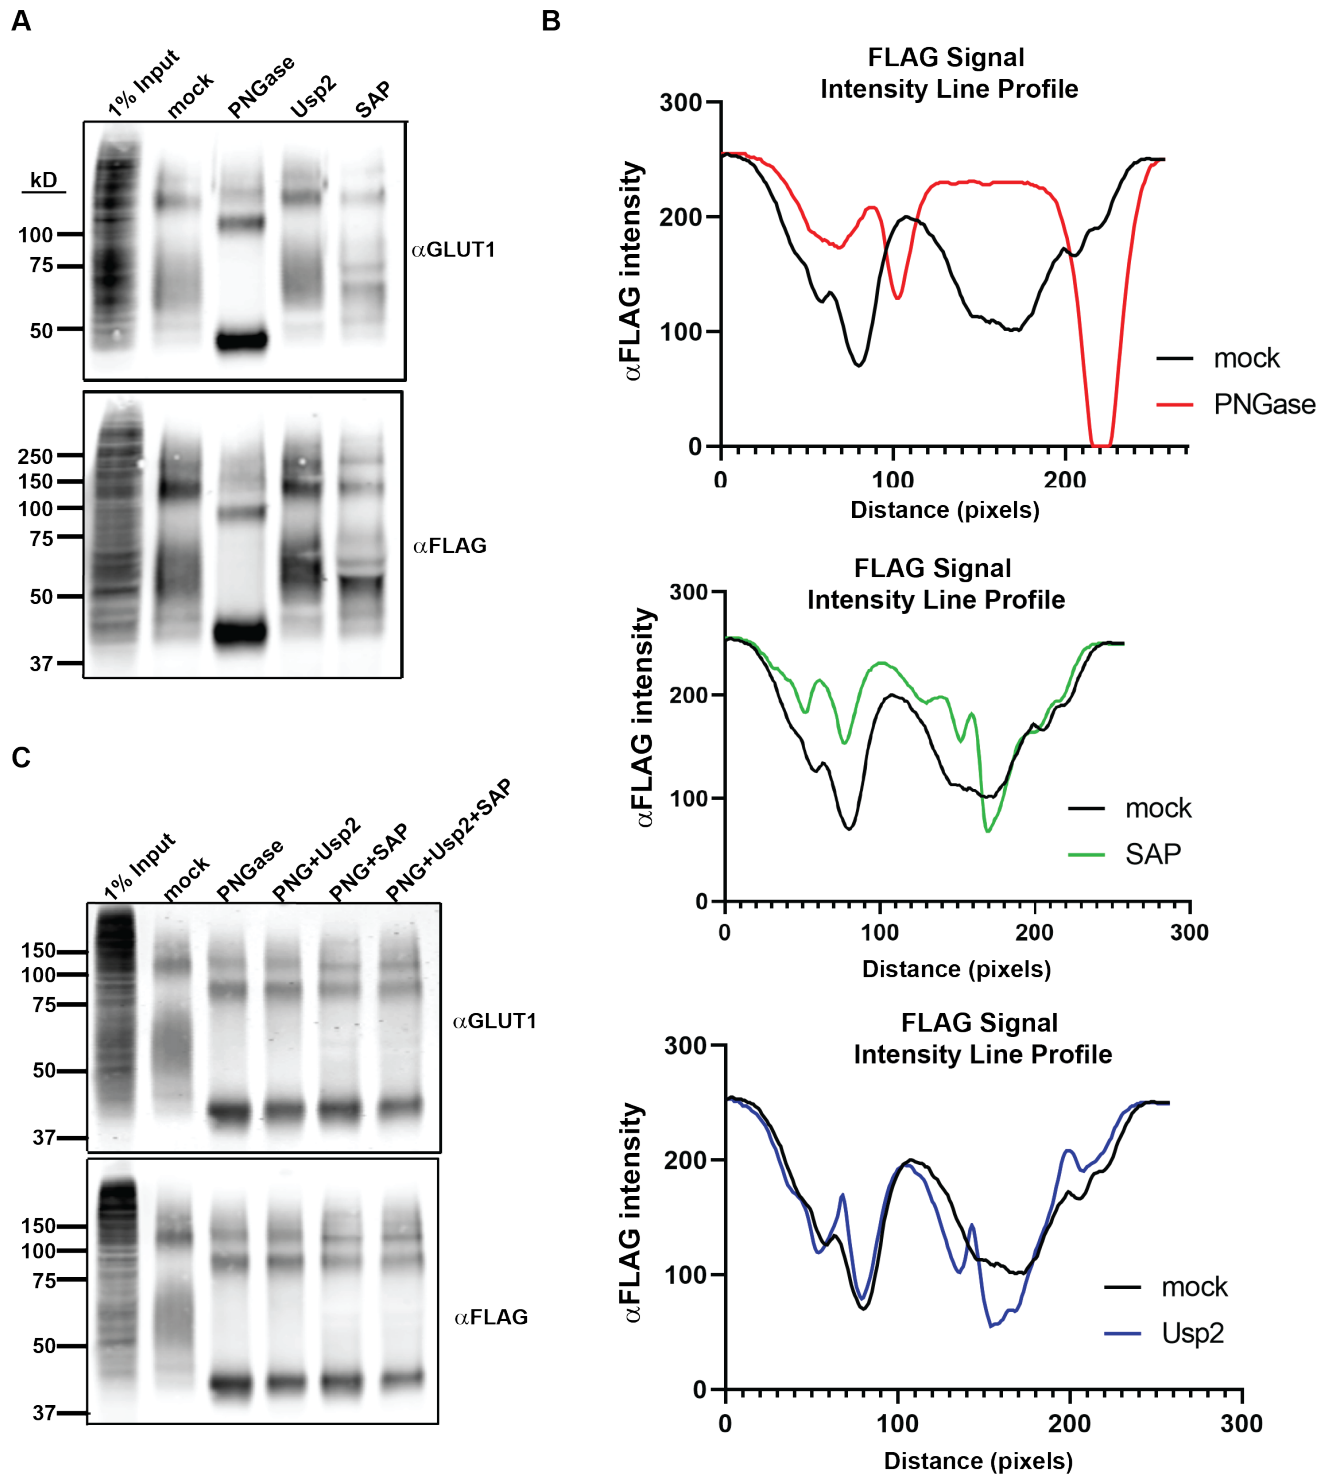 A
1% Input
mock
PNGase
Usp2
SAP
kD
100
75
50
αGLUT1
250
150
100
75
50
37
αFLAG
B
FLAG Signal
Intensity Line Profile
αFLAG intensity
300
200
100
0
0
100
200
Distance (pixels)
mock
PNGase
FLAG Signal
Intensity Line Profile
αFLAG intensity
300
200
100
0
0
100
200
300
Distance (pixels)
mock
SAP
FLAG Signal
Intensity Line Profile
αFLAG intensity
300
200
100
0
0
100
200
300
Distance (pixels)
mock
Usp2
C
1% Input
mock
PNGase
PNG+Usp2
PNG+SAP
PNG+Usp2+SAP
150
100
75
50
37
αGLUT1
150
100
75
50
37
αFLAG